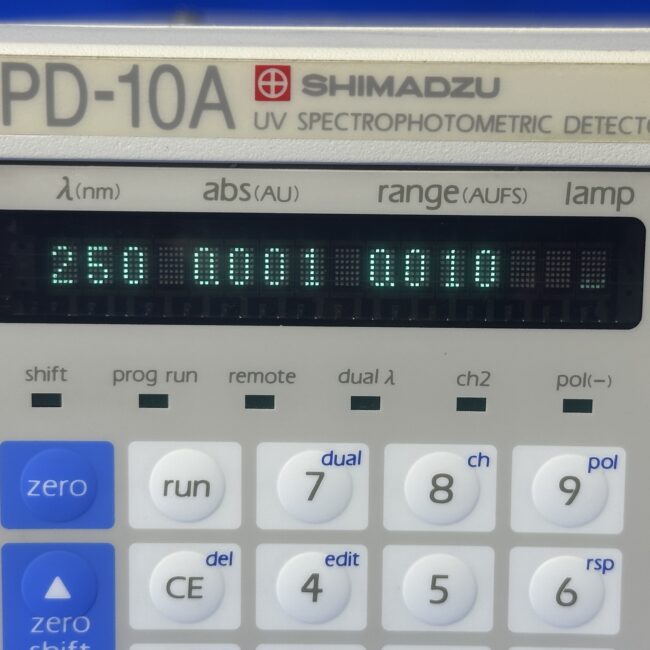 PD-10A SHIMADZU
UV SPECTROPHOTOMETRIC DETECTO
λ(nm) abs(AU) range(AUFS) lamp
250 0.001 0.010 _
shift prog run remote dual λ ch2 pol(−)
zero run 7 dual 8 ch 9 pol
CE del 4 edit 5 6 rsp
zero
shift